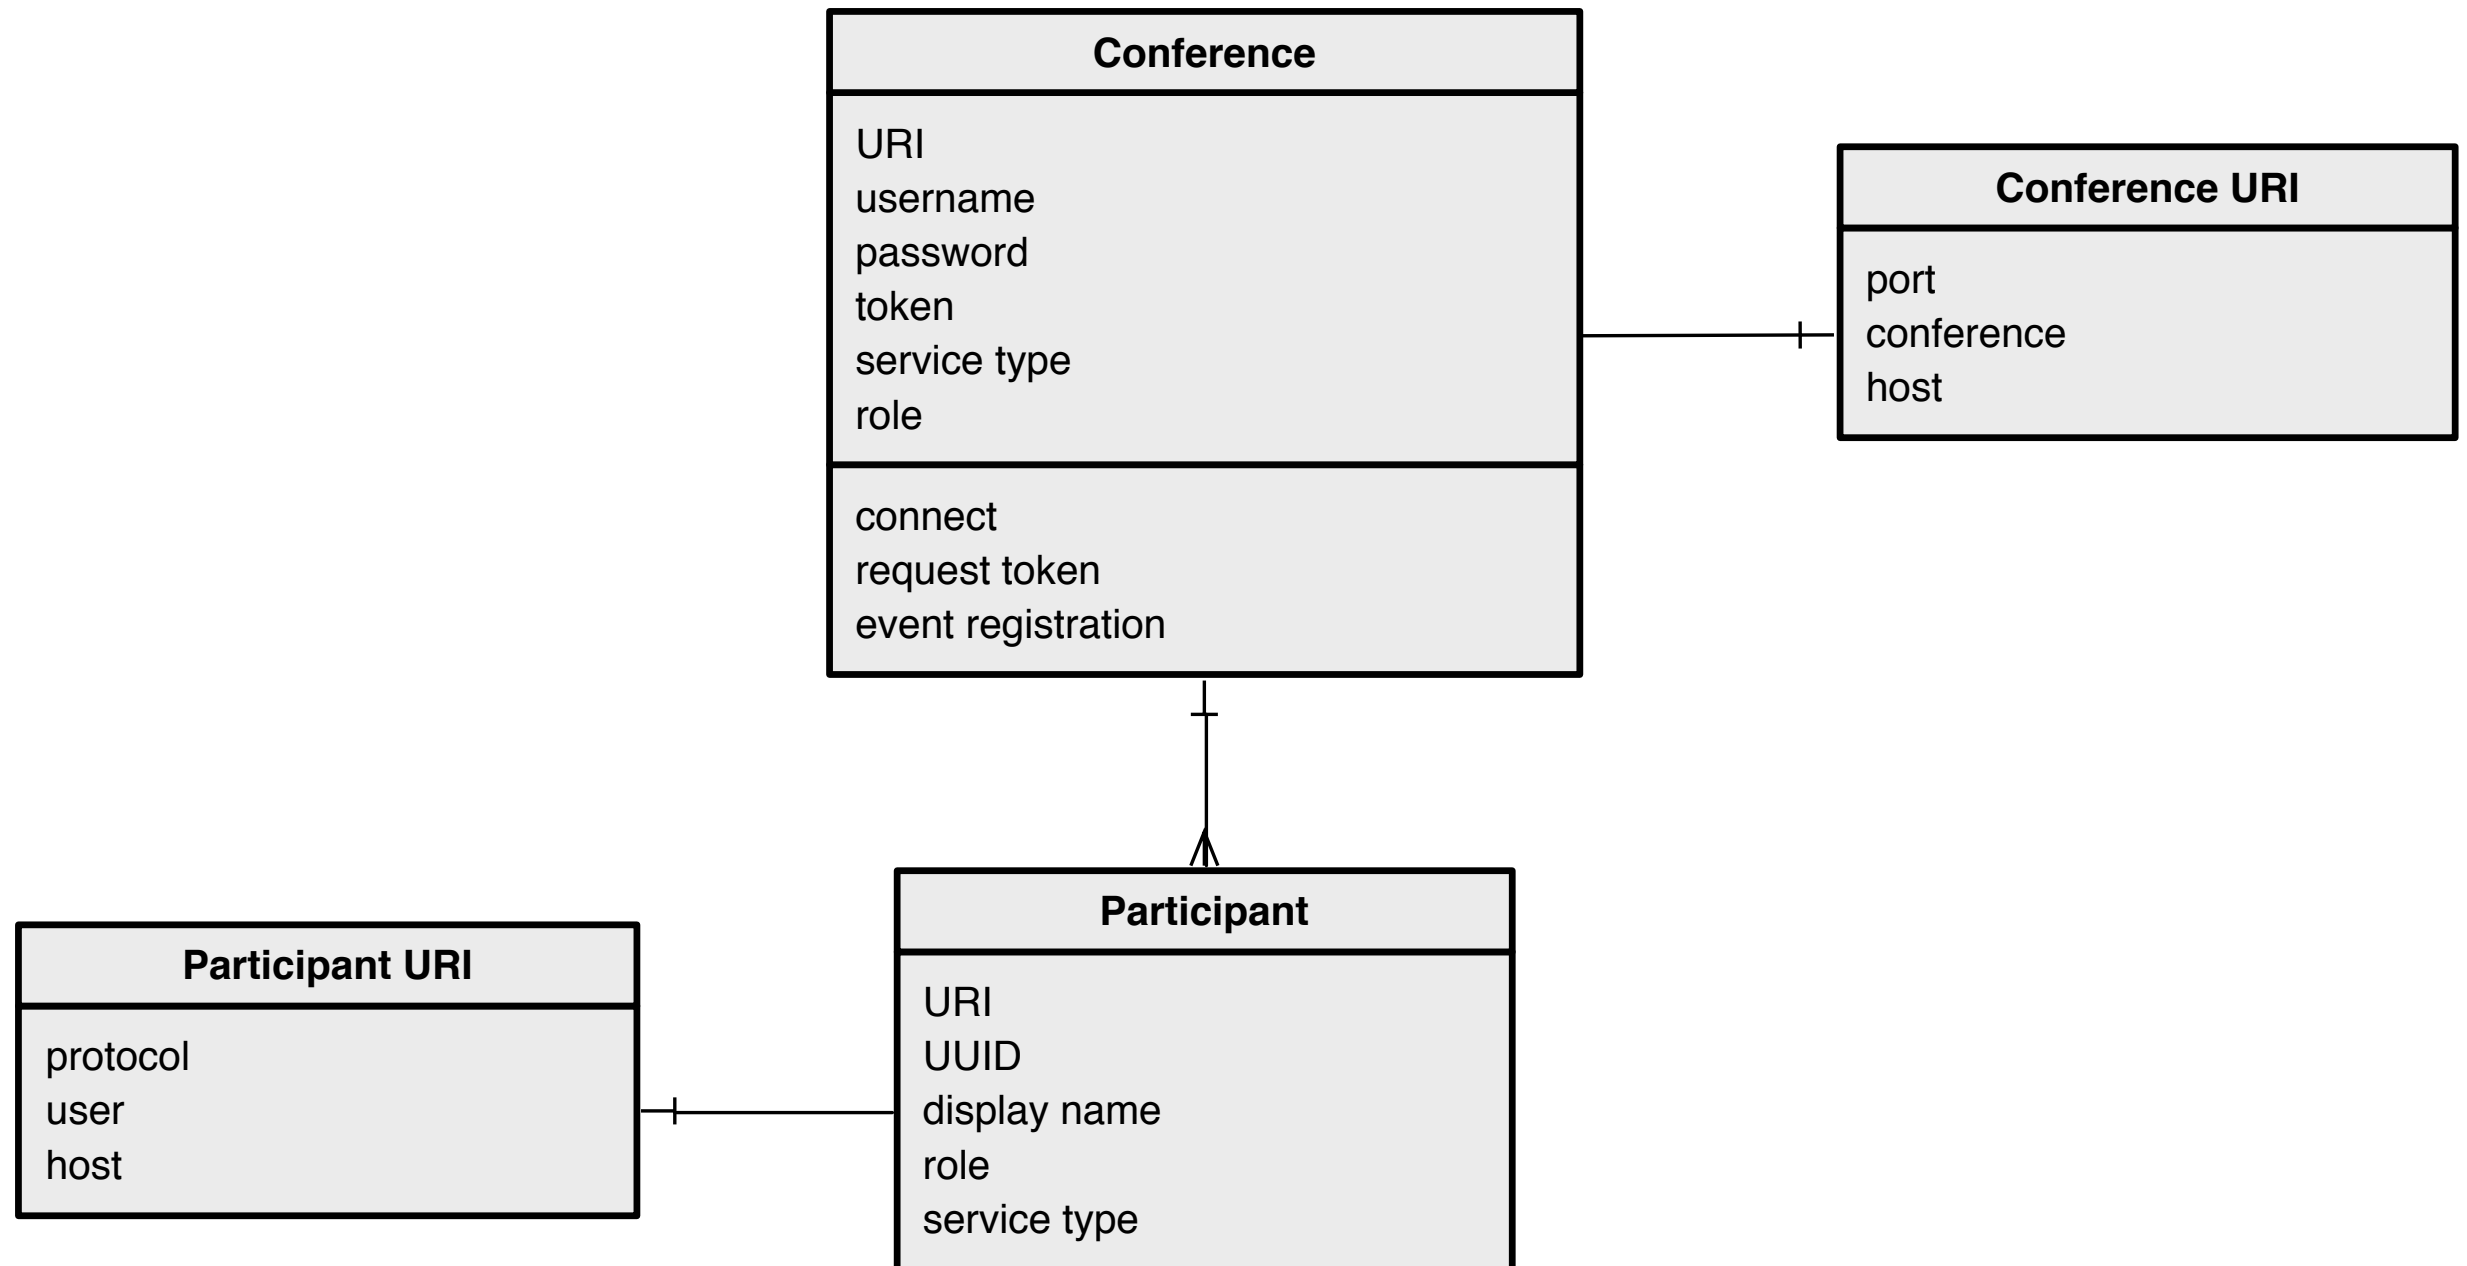 Conference
URI
username
password
token
service type
role
connect
request token
event registration
Conference URI
port
conference
host
Participant
URI
UUID
display name
role
service type
Participant URI
protocol
user
host